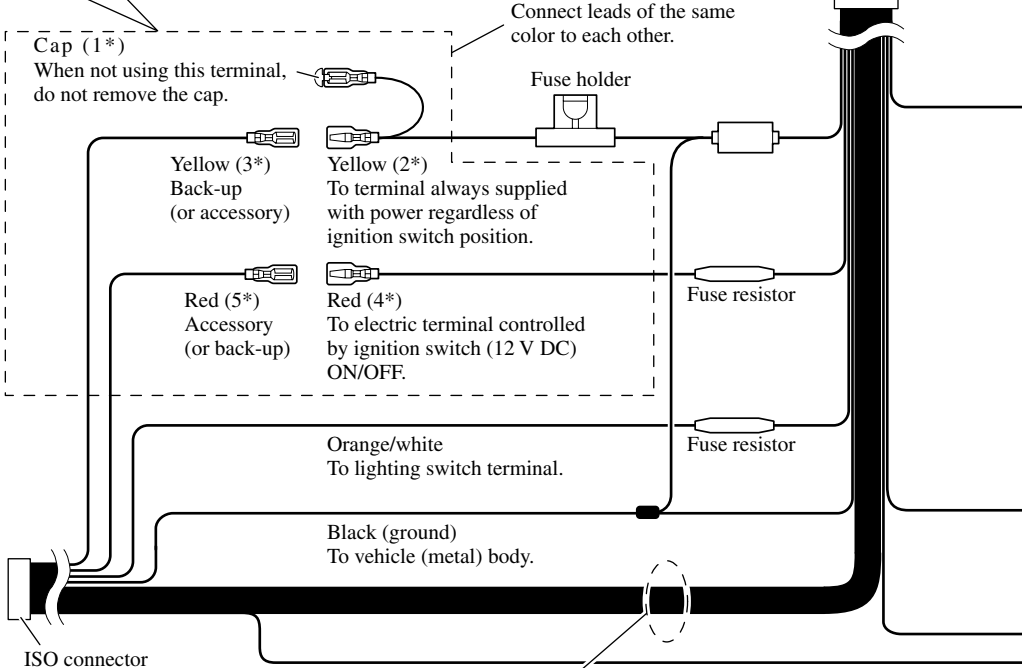 Connect leads of the same
color to each other.
Cap (1*)
When not using this terminal,
do not remove the cap.
Fuse holder
Yellow (3*)
Back-up
(or accessory)
Yellow (2*)
To terminal always supplied
with power regardless of
ignition switch position.
Red (5*)
Accessory
(or back-up)
Red (4*)
To electric terminal controlled
by ignition switch (12 V DC)
ON/OFF.
Fuse resistor
Orange/white
To lighting switch terminal.
Fuse resistor
Black (ground)
To vehicle (metal) body.
ISO connector